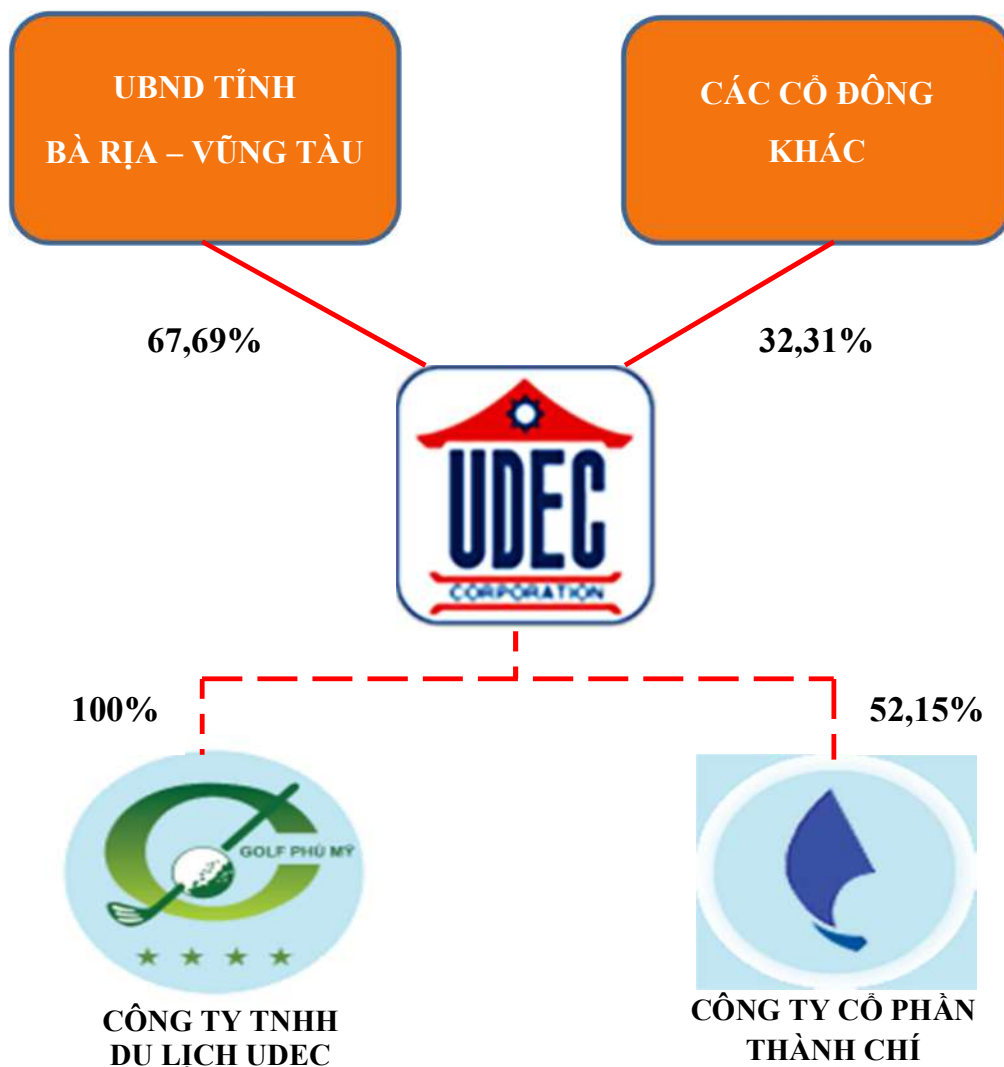 UBND TỈNH
BÀ RỊA – VŨNG TÀU
CÁC CỔ ĐÔNG
KHÁC
67,69%
32,31%
UDEC
CORPORATION
100%
52,15%
GOLF PHÚ MỸ
CÔNG TY TNHH
DU LỊCH UDEC
CÔNG TY CỔ PHẦN
THÀNH CHÍ